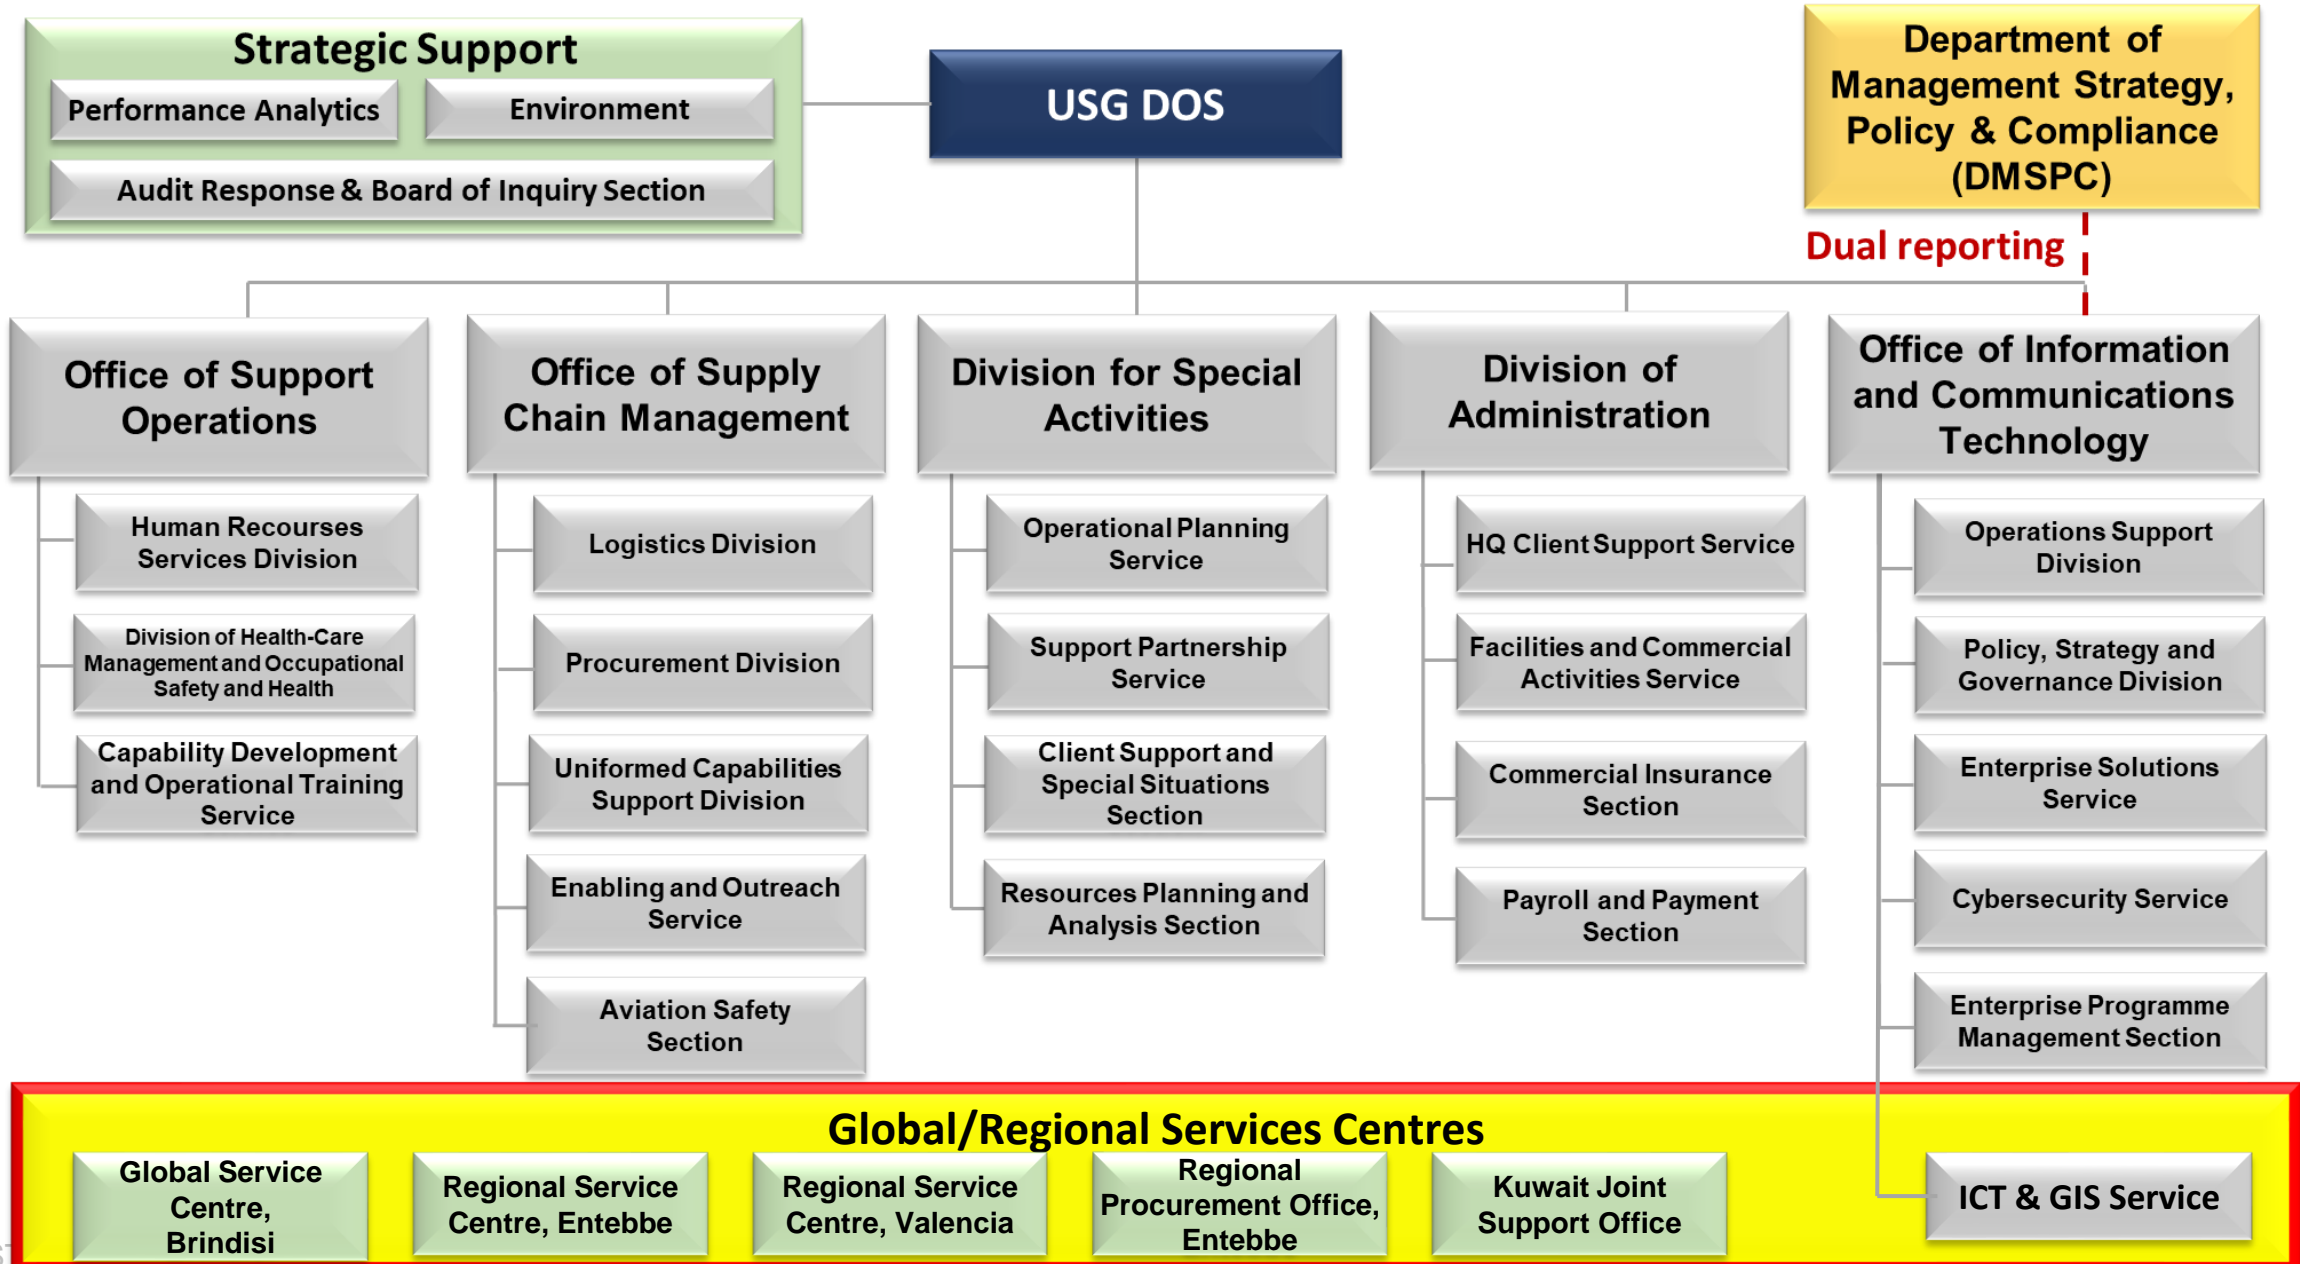 Strategic Support
Performance Analytics
Environment
Audit Response & Board of Inquiry Section
USG DOS
Department of
Management Strategy,
Policy & Compliance
(DMSPC)
Dual reporting
Office of Support
Operations
Human Recourses
Services Division
Division of Health-Care
Management and Occupational
Safety and Health
Capability Development
and Operational Training
Service
Office of Supply
Chain Management
Logistics Division
Procurement Division
Uniformed Capabilities
Support Division
Enabling and Outreach
Service
Aviation Safety
Section
Division for Special
Activities
Operational Planning
Service
Support Partnership
Service
Client Support and
Special Situations
Section
Resources Planning and
Analysis Section
Division of
Administration
HQ Client Support Service
Facilities and Commercial
Activities Service
Commercial Insurance
Section
Payroll and Payment
Section
Office of Information
and Communications
Technology
Operations Support
Division
Policy, Strategy and
Governance Division
Enterprise Solutions
Service
Cybersecurity Service
Enterprise Programme
Management Section
Global/Regional Services Centres
Global Service
Centre,
Brindisi
Regional Service
Centre, Entebbe
Regional Service
Centre, Valencia
Regional
Procurement Office,
Entebbe
Kuwait Joint
Support Office
ICT & GIS Service